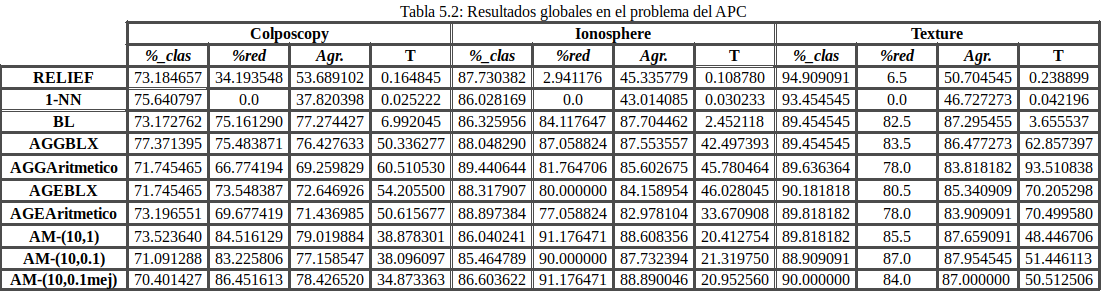 Tabla 5.2: Resultados globales en el problema del APC
Colposcopy Ionosphere Texture
%_clas %red Agr. T %_clas %red Agr. T %_clas %red Agr. T
RELIEF 73.184657 34.193548 53.689102 0.164845 87.730382 2.941176 45.335779 0.108780 94.909091 6.5 50.704545 0.238899
1-NN 75.640797 0.0 37.820398 0.025222 86.028169 0.0 43.014085 0.030233 93.454545 0.0 46.727273 0.042196
BL 73.172762 75.161290 77.274427 6.992045 86.325956 84.117647 87.704462 2.452118 89.454545 82.5 87.295455 3.655537
AGGBLX 77.371395 75.483871 76.427633 50.336277 88.048290 87.058824 87.553557 42.497393 89.454545 83.5 86.477273 62.857397
AGGAritmetico 71.745465 66.774194 69.259829 60.510530 89.440644 81.764706 85.602675 45.780464 89.636364 78.0 83.818182 93.510838
AGEBLX 71.745465 73.548387 72.646926 54.205500 88.317907 80.000000 84.158954 46.028045 90.181818 80.5 85.340909 70.205298
AGEAritmetico 73.196551 69.677419 71.436985 50.615677 88.897384 77.058824 82.978104 33.670908 89.818182 78.0 83.909091 70.499580
AM-(10,1) 73.523640 84.516129 79.019884 38.878301 86.040241 91.176471 88.608356 20.412754 89.818182 85.5 87.659091 48.446706
AM-(10,0.1) 71.091288 83.225806 77.158547 38.096097 85.464789 90.000000 87.732394 21.319750 88.909091 87.0 87.954545 51.446113
AM-(10,0.1mej) 70.401427 86.451613 78.426520 34.873363 86.603622 91.176471 88.890046 20.952560 90.000000 84.0 87.000000 50.512506